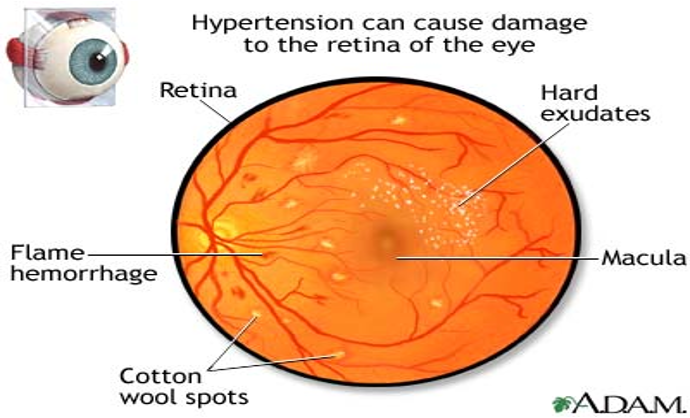 Hypertension can cause damage
to the retina of the eye
Retina
Hard
exudates
Flame
hemorrhage
Macula
Cotton
wool spots
ADAM.